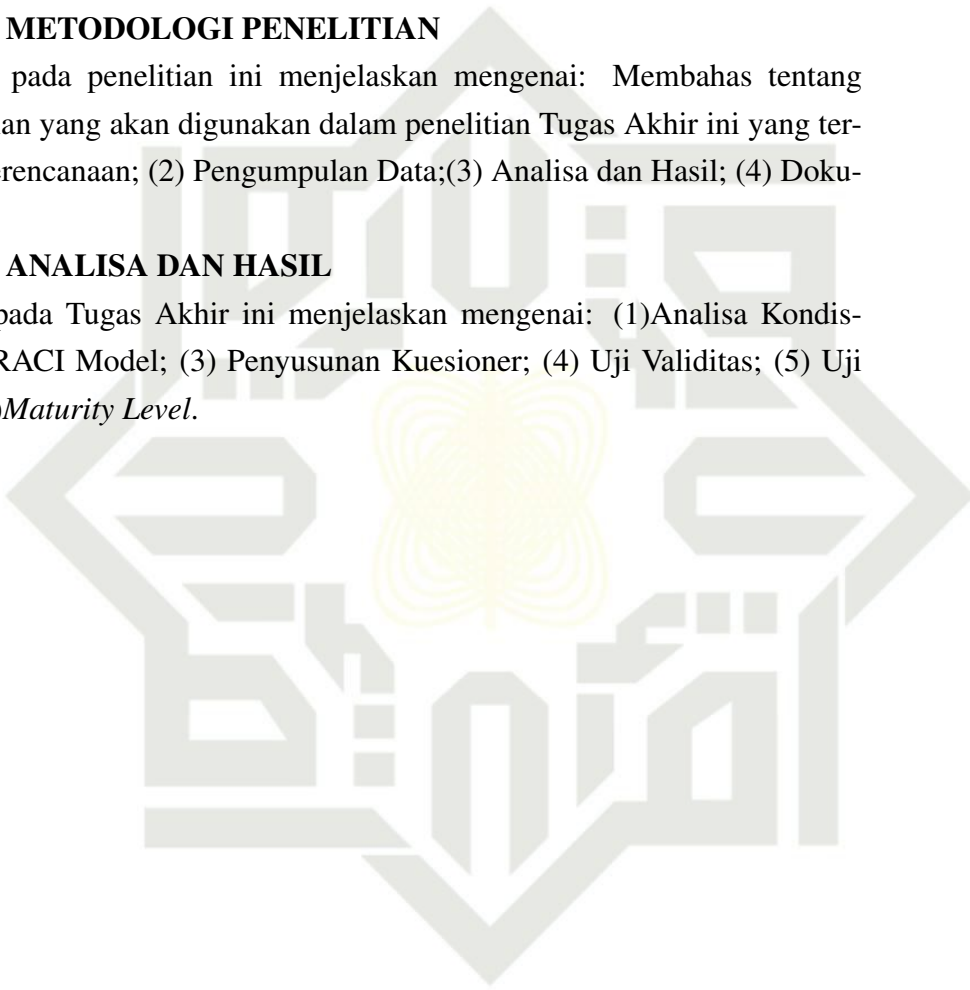 METODOLOGI PENELITIAN
pada penelitian ini menjelaskan mengenai: Membahas tentang
an yang akan digunakan dalam penelitian Tugas Akhir ini yang ter-
erencanaan; (2) Pengumpulan Data;(3) Analisa dan Hasil; (4) Doku-
ANALISA DAN HASIL
pada Tugas Akhir ini menjelaskan mengenai: (1)Analisa Kondis-
RACI Model; (3) Penyusunan Kuesioner; (4) Uji Validitas; (5) Uji
)Maturity Level.